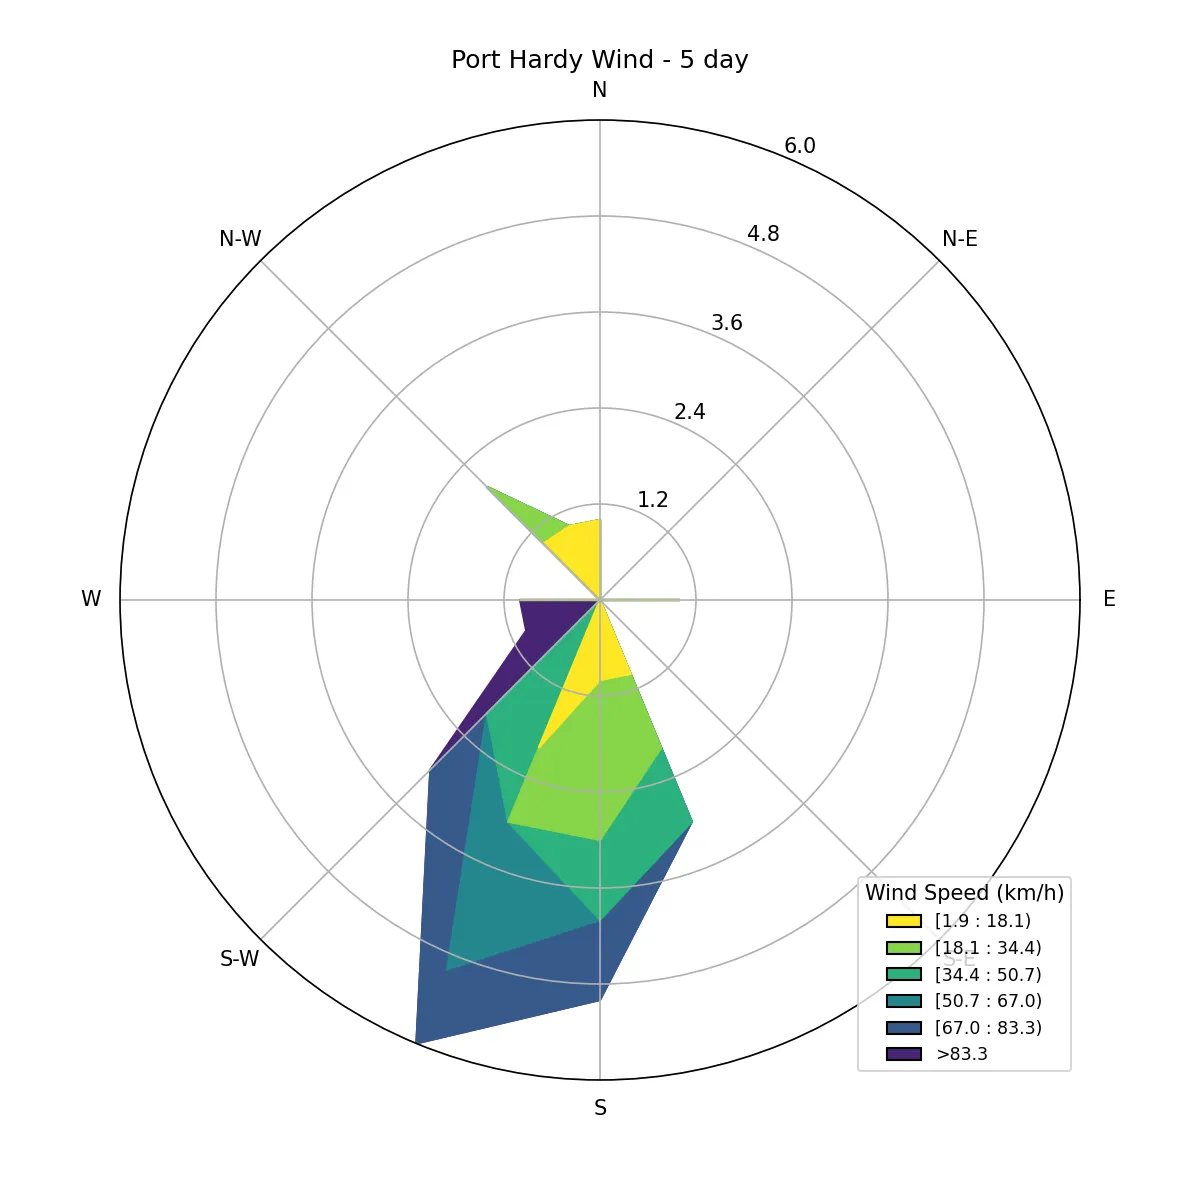 Port Hardy Wind - 5 day
N
6.0
N-W
N-E
4.8
3.6
2.4
1.2
W
E
Wind Speed (km/h)
[1.9 : 18.1)
[18.1 : 34.4)
S-W
S-E
[34.4 : 50.7)
[50.7 : 67.0)
[67.0 : 83.3)
>83.3
S